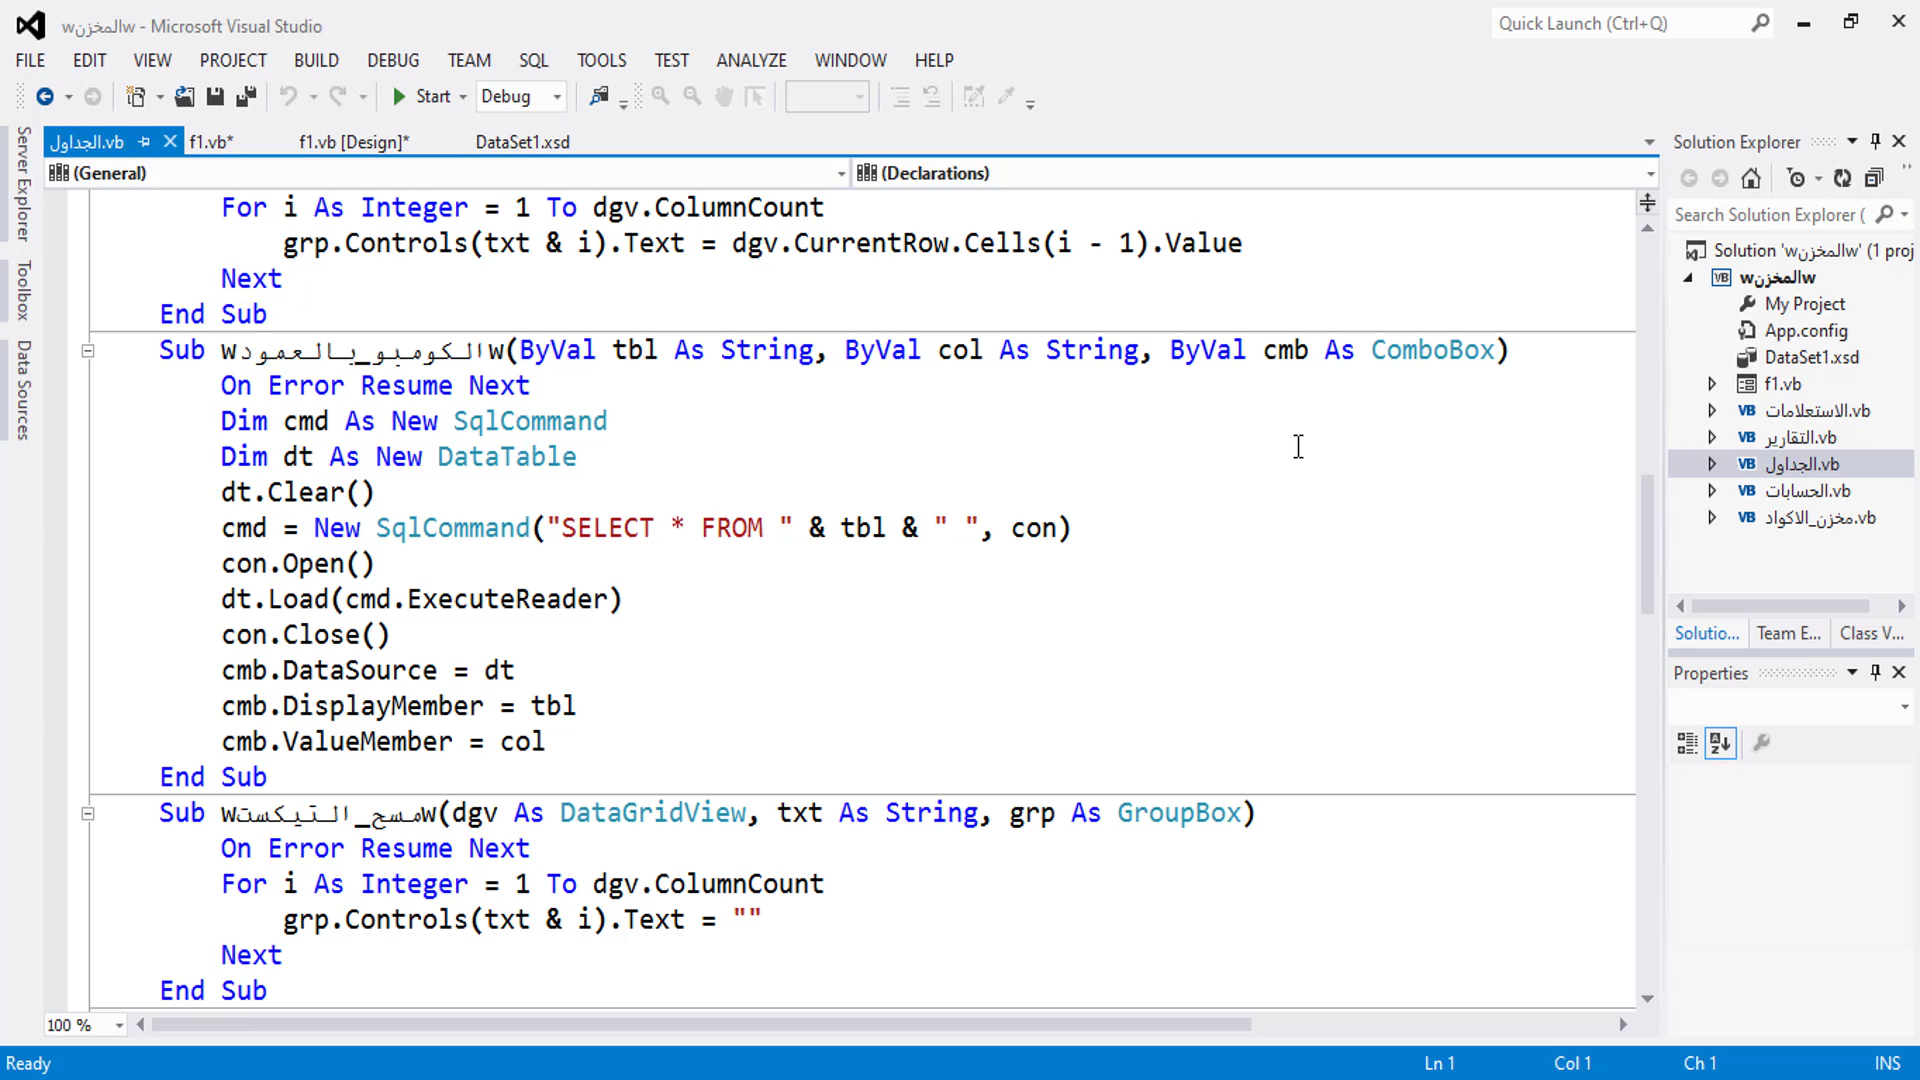 wالمخزنw - Microsoft Visual Studio
Quick Launch (Ctrl+Q)
FILE EDIT VIEW PROJECT BUILD DEBUG TEAM SQL TOOLS TEST ANALYZE WINDOW HELP
Start Debug
الجداول.vb f1.vb* f1.vb [Design]* DataSet1.xsd
(General) (Declarations)
Server Explorer
Toolbox
Data Sources
For i As Integer = 1 To dgv.ColumnCount
grp.Controls(txt & i).Text = dgv.CurrentRow.Cells(i - 1).Value
Next
End Sub
Sub wالكومبو_بالعمودw(ByVal tbl As String, ByVal col As String, ByVal cmb As ComboBox)
On Error Resume Next
Dim cmd As New SqlCommand
Dim dt As New DataTable
dt.Clear()
cmd = New SqlCommand("SELECT * FROM " & tbl & " ", con)
con.Open()
dt.Load(cmd.ExecuteReader)
con.Close()
cmb.DataSource = dt
cmb.DisplayMember = tbl
cmb.ValueMember = col
End Sub
Sub wمسح_التيكستw(dgv As DataGridView, txt As String, grp As GroupBox)
On Error Resume Next
For i As Integer = 1 To dgv.ColumnCount
grp.Controls(txt & i).Text = ""
Next
End Sub
100 %
Solution Explorer
Search Solution Explorer (
Solution 'wالمخزنw' (1 proj
VB wالمخزنw
My Project
App.config
DataSet1.xsd
f1.vb
VB الاستعلامات.vb
VB التقارير.vb
VB الجداول.vb
VB الحسابات.vb
VB مخزن_الاكواد.vb
Solutio... Team E... Class V...
Properties
Ready Ln 1 Col 1 Ch 1 INS